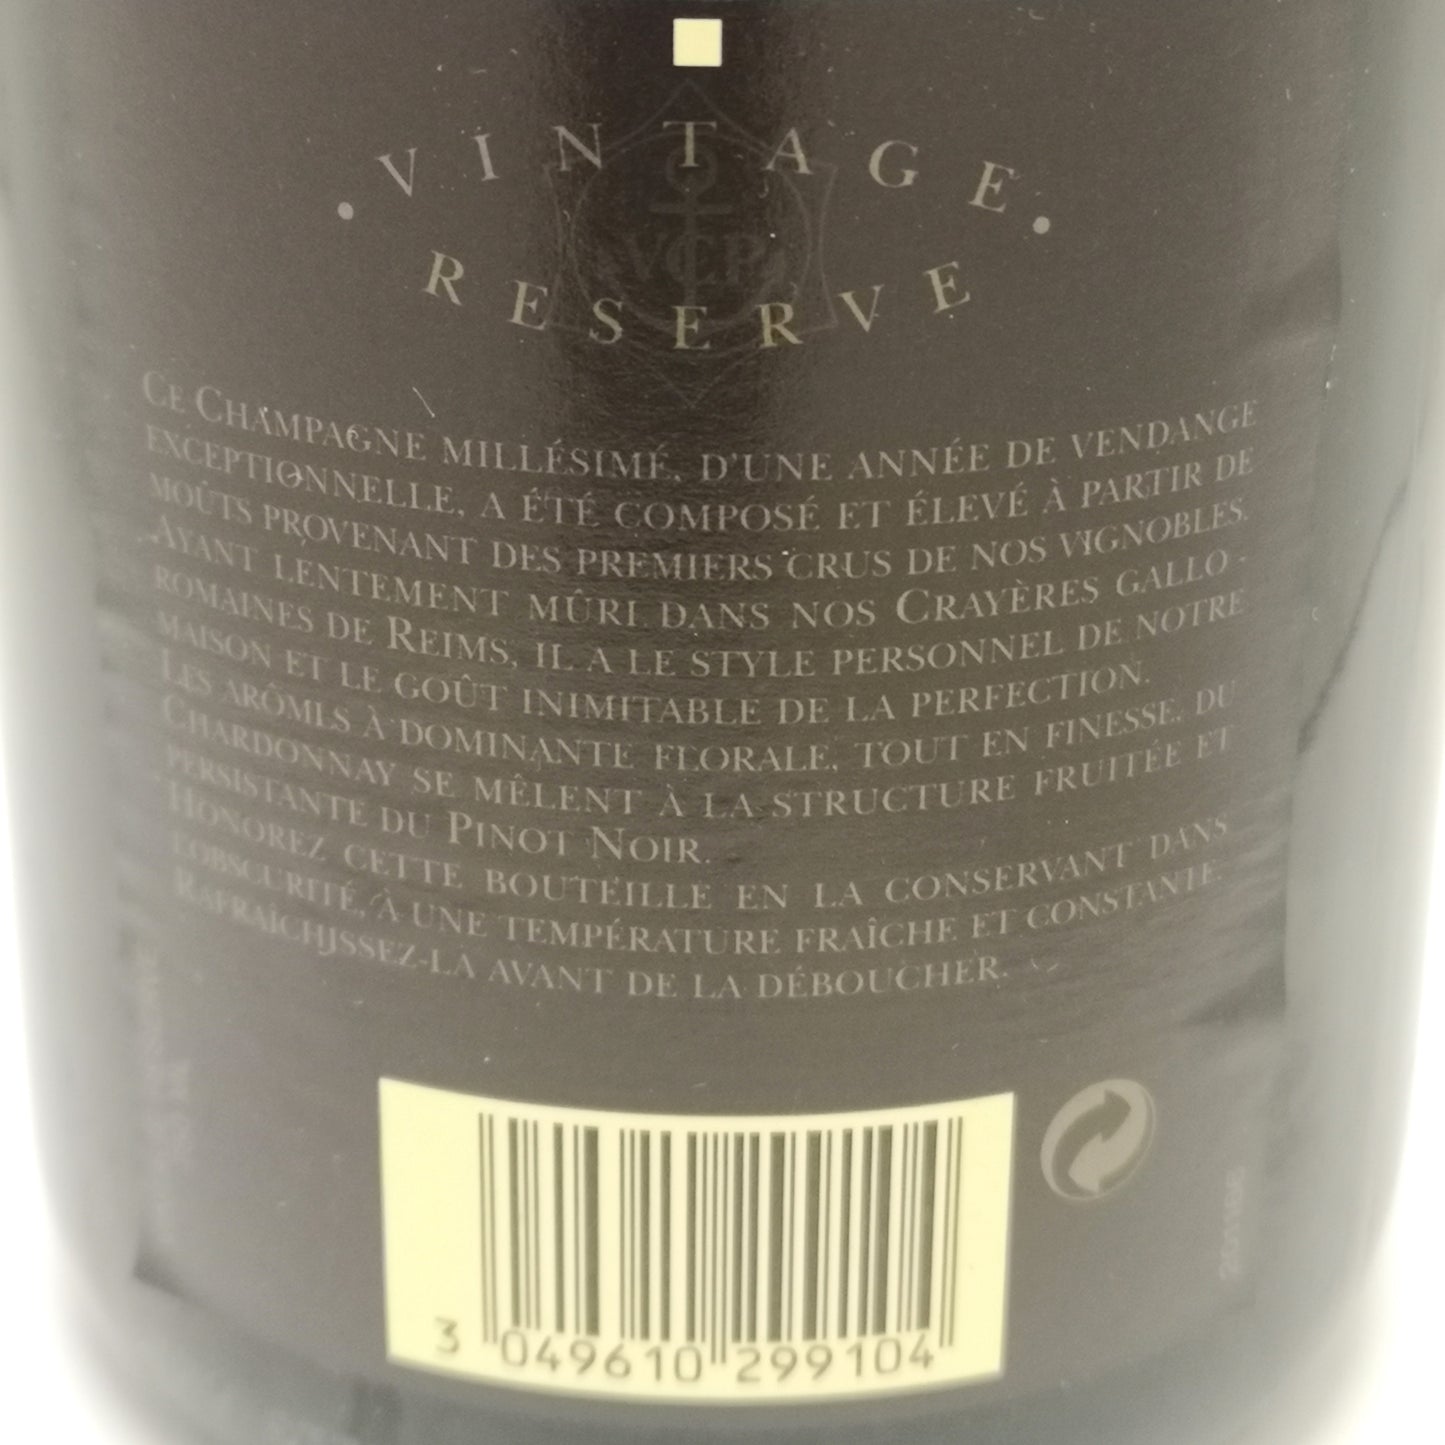 · VINTAGE ·
RESERVE
VCP
CE CHAMPAGNE MILLÉSIMÉ, D'UNE ANNÉE DE VENDANGE
EXCEPTIONNELLE, A ÉTÉ COMPOSÉ ET ÉLEVÉ À PARTIR DE
MOÛTS PROVENANT DES PREMIERS CRUS DE NOS VIGNOBLES.
AYANT LENTEMENT MÛRI DANS NOS CRAYÈRES GALLO-
ROMAINES DE REIMS, IL A LE STYLE PERSONNEL DE NOTRE
MAISON ET LE GOÛT INIMITABLE DE LA PERFECTION.
LES ARÔMES À DOMINANTE FLORALE, TOUT EN FINESSE, DU
CHARDONNAY SE MÊLENT À LA STRUCTURE FRUITÉE ET
PERSISTANTE DU PINOT NOIR.
HONOREZ CETTE BOUTEILLE EN LA CONSERVANT DANS
L'OBSCURITÉ, À UNE TEMPÉRATURE FRAÎCHE ET CONSTANTE.
RAFRAÎCHISSEZ-LA AVANT DE LA DÉBOUCHER.
3 049610 299104